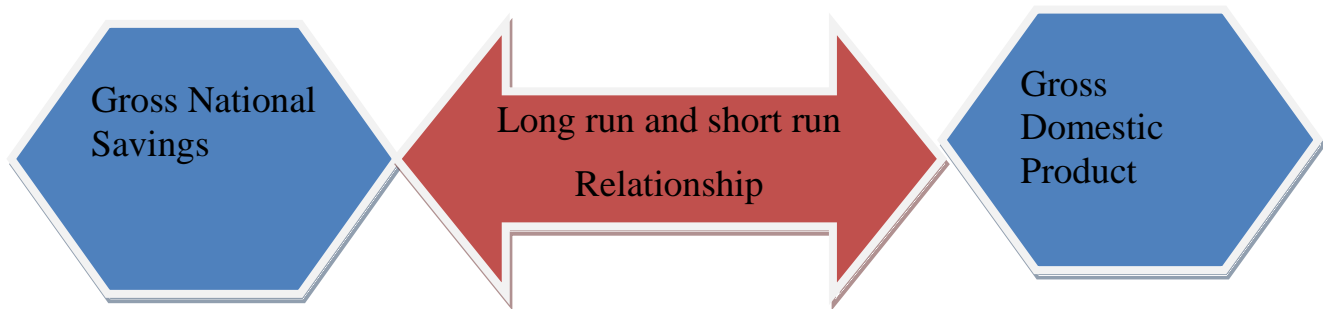 Gross National
Savings
Long run and short run
Relationship
Gross
Domestic
Product